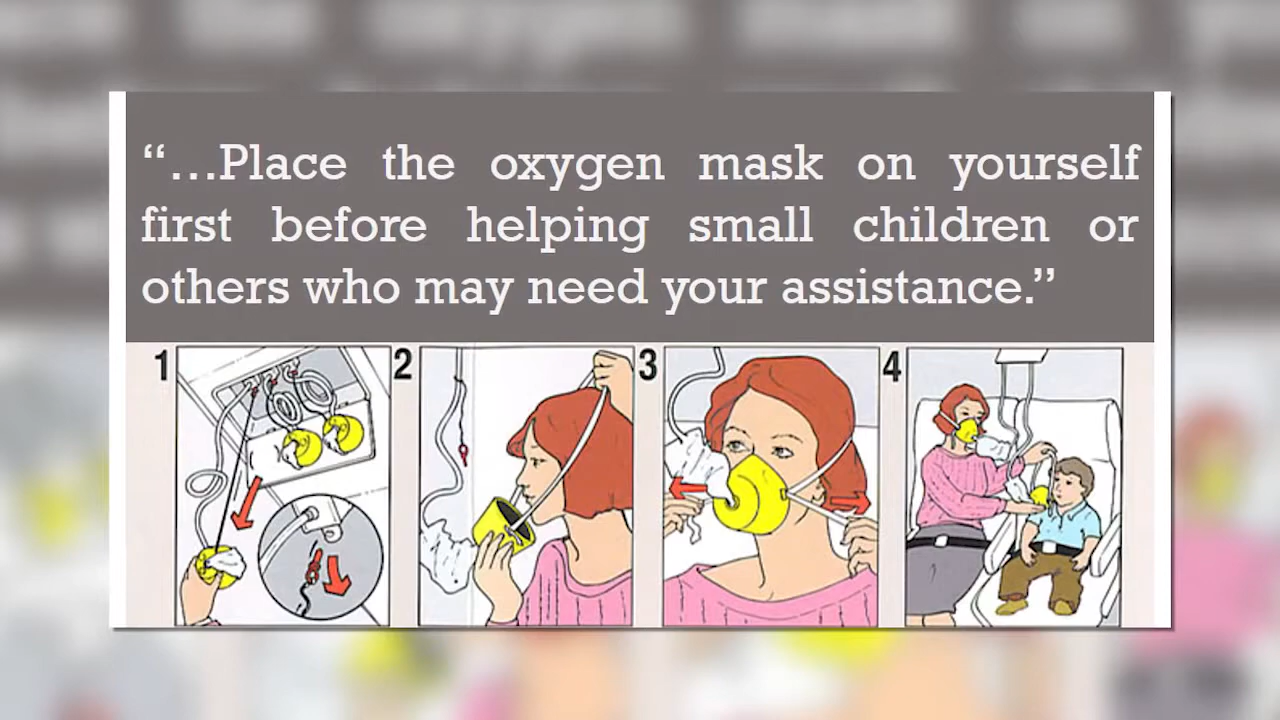 “…Place the oxygen mask on yourself
first before helping small children or
others who may need your assistance.”
1
2
3
4